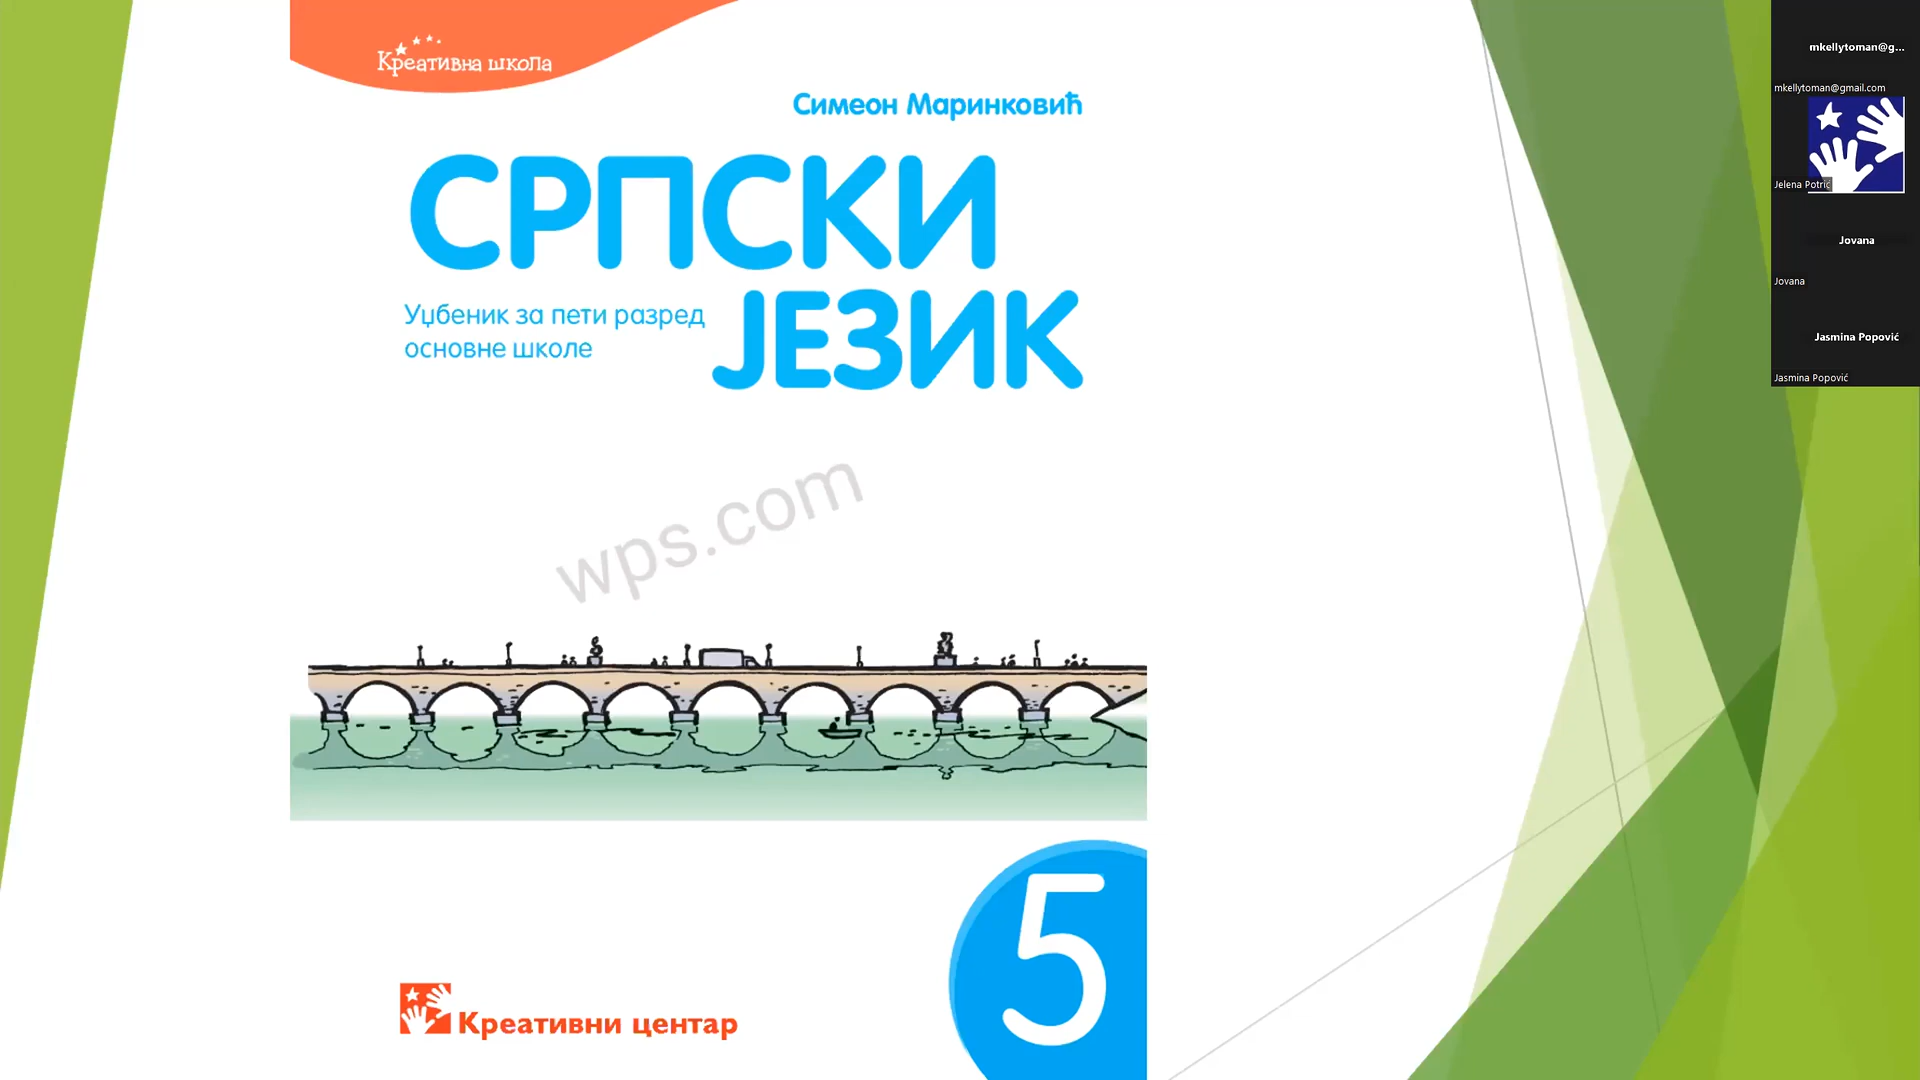 Креативна школа
Симеон Маринковић
СРПСКИ
ЈЕЗИК
Уџбеник за пети разред
основне школе
wps.com
5
Креативни центар
mkellytoman@g...
mkellytoman@gmail.com
Jelena Potrić
Jovana
Jovana
Jasmina Popović
Jasmina Popović